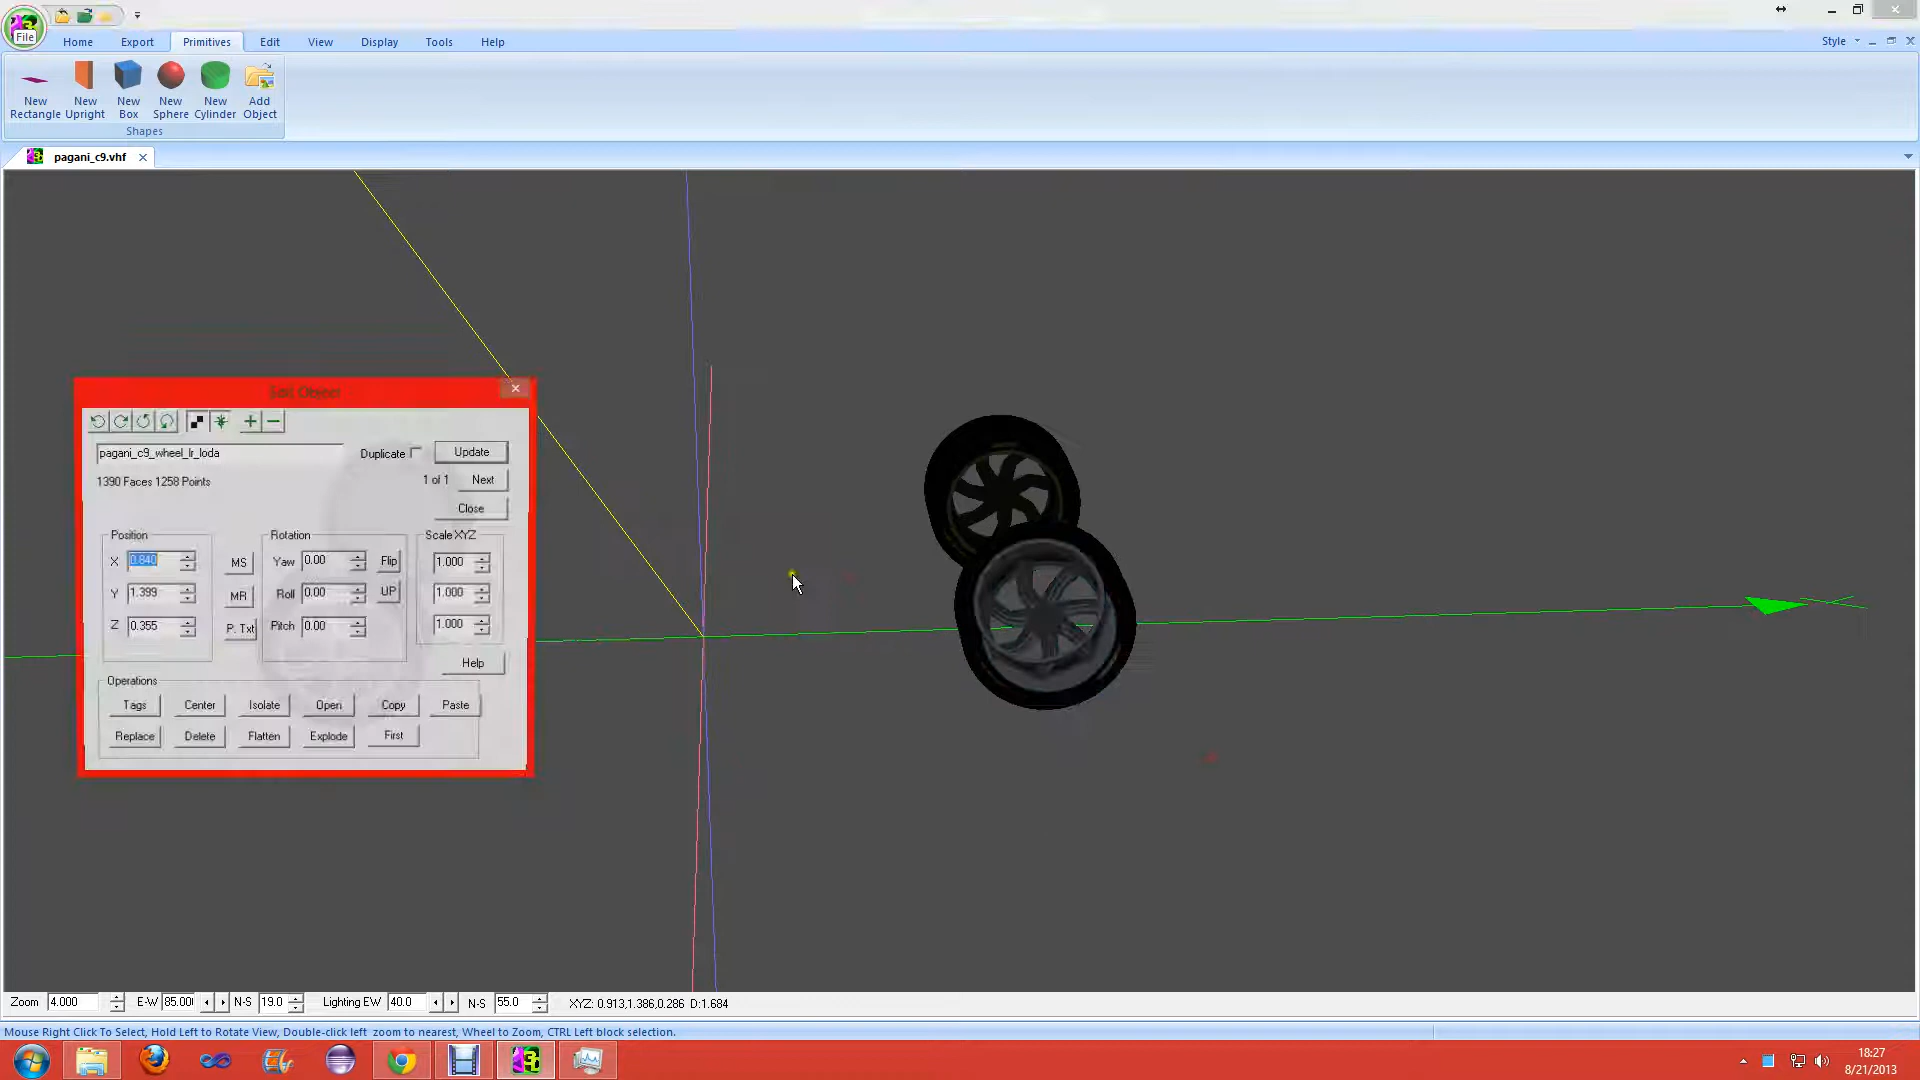 File
Home Export Primitives Edit View Display Tools Help
Style
New Rectangle
New Upright
New Box
New Sphere
New Cylinder
Add Object
Shapes
pagani_c9.vhf
Edit Object
pagani_c9_wheel_lr_loda
Duplicate
Update
1390 Faces 1258 Points
1 of 1
Next
Close
Position
Rotation
Scale XYZ
X 0.840
MS
Yaw 0.00
Flip
1.000
Y 1.399
MR
Roll 0.00
UP
1.000
Z 0.355
P. Txt
Pitch 0.00
1.000
Help
Operations
Tags Center Isolate Open Copy Paste
Replace Delete Flatten Explode First
Zoom 4.000 E-W 85.00 N-S 19.0 Lighting EW 40.0 N-S 55.0 XYZ: 0.913,1.386,0.286 D:1.684
Mouse Right Click To Select, Hold Left to Rotate View, Double-click left zoom to nearest, Wheel to Zoom, CTRL Left block selection.
18:27
8/21/2013